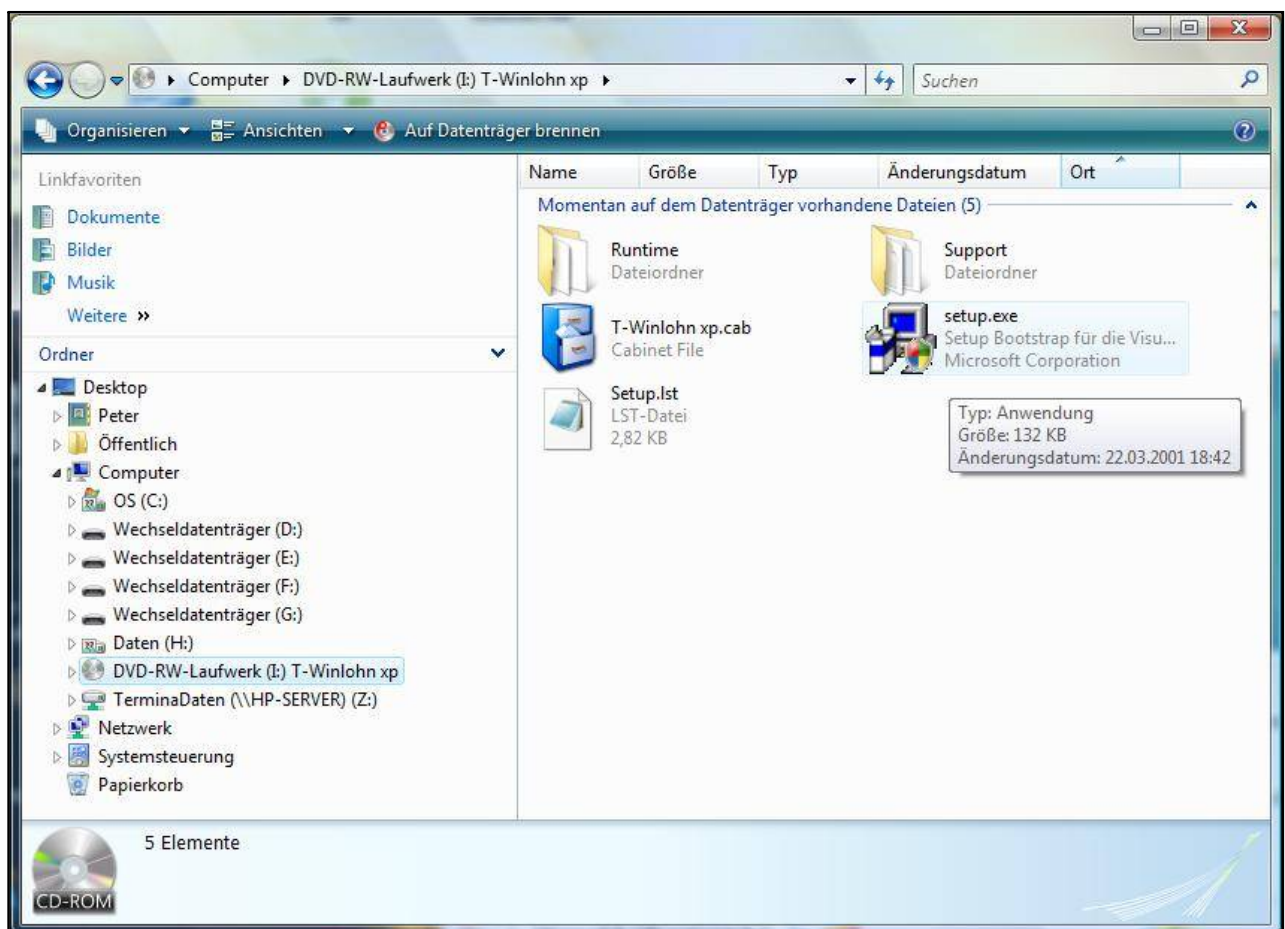 Computer DVD-RW-Laufwerk (I:) T-Winlohn xp
Suchen
Organisieren Ansichten Auf Datenträger brennen
Linkfavoriten
Dokumente
Bilder
Musik
Weitere »
Ordner
Desktop
Peter
Öffentlich
Computer
OS (C:)
Wechseldatenträger (D:)
Wechseldatenträger (E:)
Wechseldatenträger (F:)
Wechseldatenträger (G:)
Daten (H:)
DVD-RW-Laufwerk (I:) T-Winlohn xp
TerminaDaten (\\HP-SERVER) (Z:)
Netzwerk
Systemsteuerung
Papierkorb
Name Größe Typ Änderungsdatum Ort
Momentan auf dem Datenträger vorhandene Dateien (5)
Runtime
Dateiordner
Support
Dateiordner
T-Winlohn xp.cab
Cabinet File
setup.exe
Setup Bootstrap für die Visu...
Microsoft Corporation
Setup.lst
LST-Datei
2,82 KB
Typ: Anwendung
Größe: 132 KB
Änderungsdatum: 22.03.2001 18:42
5 Elemente
CD-ROM